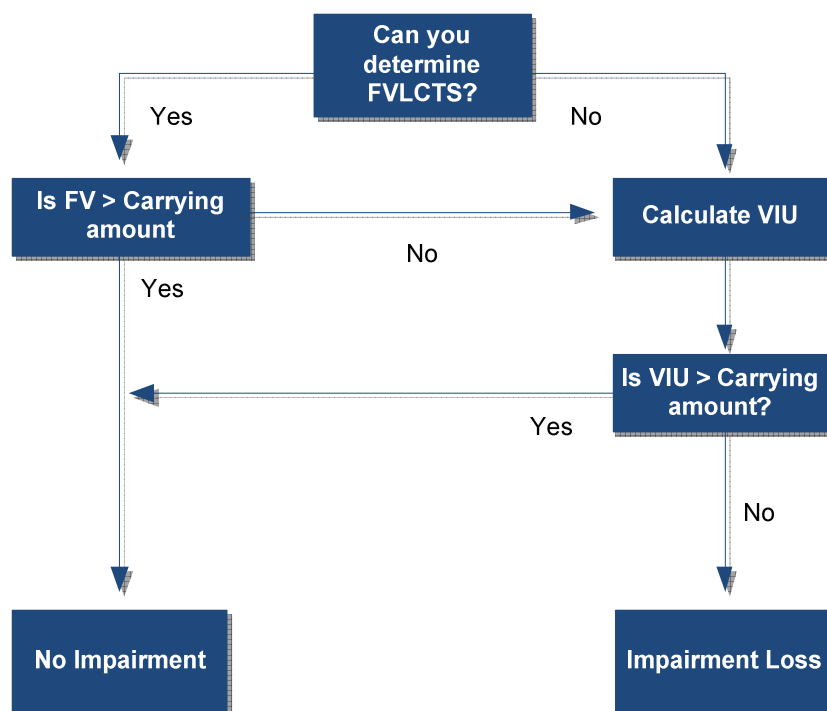 Can you
determine
FVLCTS?
Yes
No
Is FV > Carrying
amount
Calculate VIU
No
Yes
Is VIU > Carrying
amount?
Yes
No
No Impairment
Impairment Loss